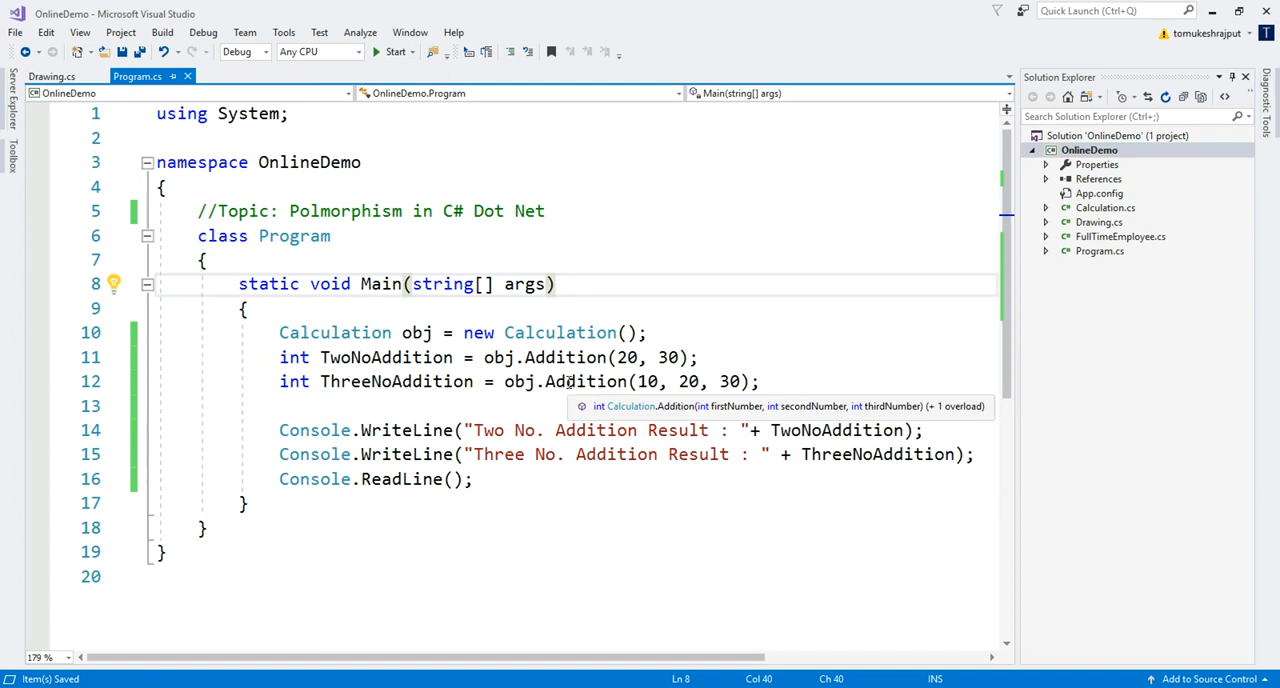 OnlineDemo - Microsoft Visual Studio
Quick Launch (Ctrl+Q)
File Edit View Project Build Debug Team Tools Test Analyze Window Help
tomukeshrajput
T
Debug
Any CPU
Start
Server Explorer
Toolbox
Drawing.cs
Program.cs
OnlineDemo
OnlineDemo.Program
Main(string[] args)
1 using System;
2
3 namespace OnlineDemo
4 {
5 //Topic: Polmorphism in C# Dot Net
6 class Program
7 {
8 static void Main(string[] args)
9 {
10 Calculation obj = new Calculation();
11 int TwoNoAddition = obj.Addition(20, 30);
12 int ThreeNoAddition = obj.Addition(10, 20, 30);
int Calculation.Addition(int firstNumber, int secondNumber, int thirdNumber) (+ 1 overload)
13
14 Console.WriteLine("Two No. Addition Result : "+ TwoNoAddition);
15 Console.WriteLine("Three No. Addition Result : " + ThreeNoAddition);
16 Console.ReadLine();
17 }
18 }
19 }
20
179 %
Solution Explorer
Search Solution Explorer (Ctrl+;)
Solution 'OnlineDemo' (1 project)
OnlineDemo
Properties
References
App.config
Calculation.cs
Drawing.cs
FullTimeEmployee.cs
Program.cs
Diagnostic Tools
Item(s) Saved
Ln 8
Col 40
Ch 40
INS
Add to Source Control